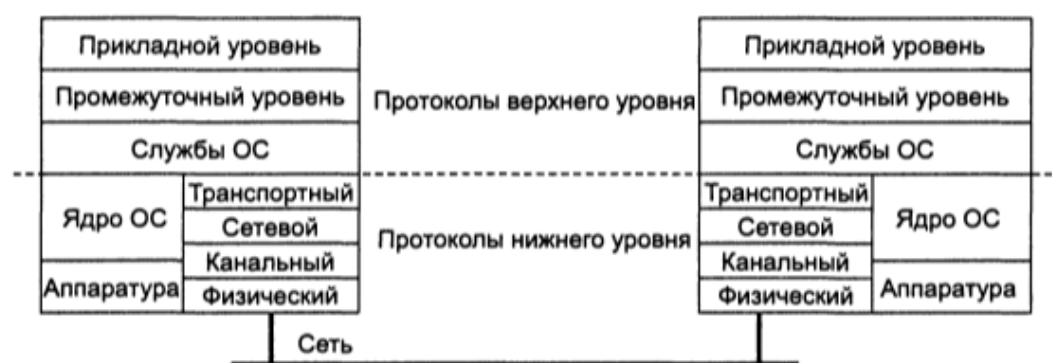 Прикладной уровень
Промежуточный уровень
Службы ОС
Ядро ОС
Аппаратура
Транспортный
Сетевой
Канальный
Физический
Протоколы верхнего уровня
Протоколы нижнего уровня
Сеть
Прикладной уровень
Промежуточный уровень
Службы ОС
Транспортный
Сетевой
Канальный
Физический
Ядро ОС
Аппаратура